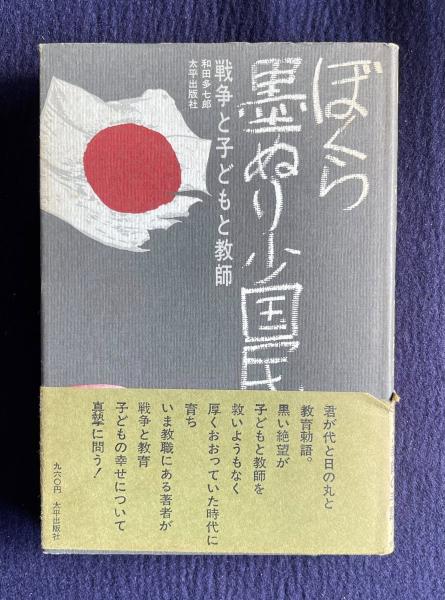 ぼくら
墨ぬり少国民
戦争と子どもと教師
和田多七郎
太平出版社
君が代と日の丸と
教育勅語。
黒い絶望が
子どもと教師を
救いようもなく
厚くおおっていた時代に
育ち
いま教職にある著者が
戦争と教育
子どもの幸せについて
真摯に問う!
九六〇円 太平出版社